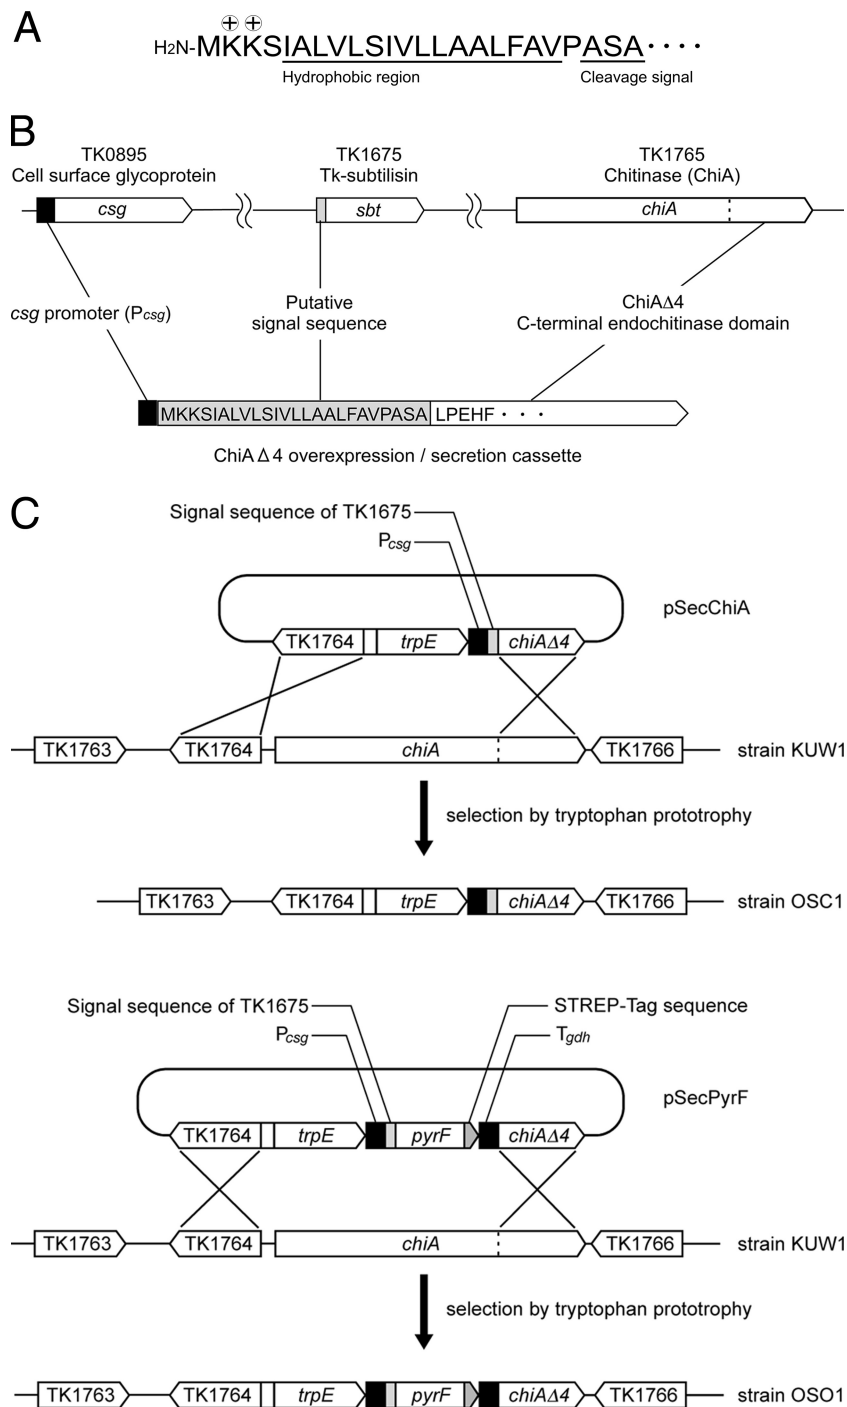 A
⊕ ⊕
H2N-MKKSIALVLSIVLLAALFAVPASA····
Hydrophobic region
Cleavage signal
B
TK0895
Cell surface glycoprotein
TK1675
Tk-subtilisin
TK1765
Chitinase (ChiA)
csg
sbt
chiA
csg promoter (Pcsg)
Putative
signal sequence
ChiAΔ4
C-terminal endochitinase domain
MKKSIALVLSIVLLAALFAVPASA LPEHF · · ·
ChiA Δ 4 overexpression / secretion cassette
C
Signal sequence of TK1675
Pcsg
pSecChiA
TK1764 trpE chiAΔ4
TK1763 TK1764 chiA TK1766 strain KUW1
selection by tryptophan prototrophy
TK1763 TK1764 trpE chiAΔ4 TK1766 strain OSC1
Signal sequence of TK1675
STREP-Tag sequence
Pcsg
Tgdh
pSecPyrF
TK1764 trpE pyrF chiAΔ4
TK1763 TK1764 chiA TK1766 strain KUW1
selection by tryptophan prototrophy
TK1763 TK1764 trpE pyrF chiAΔ4 TK1766 strain OSO1